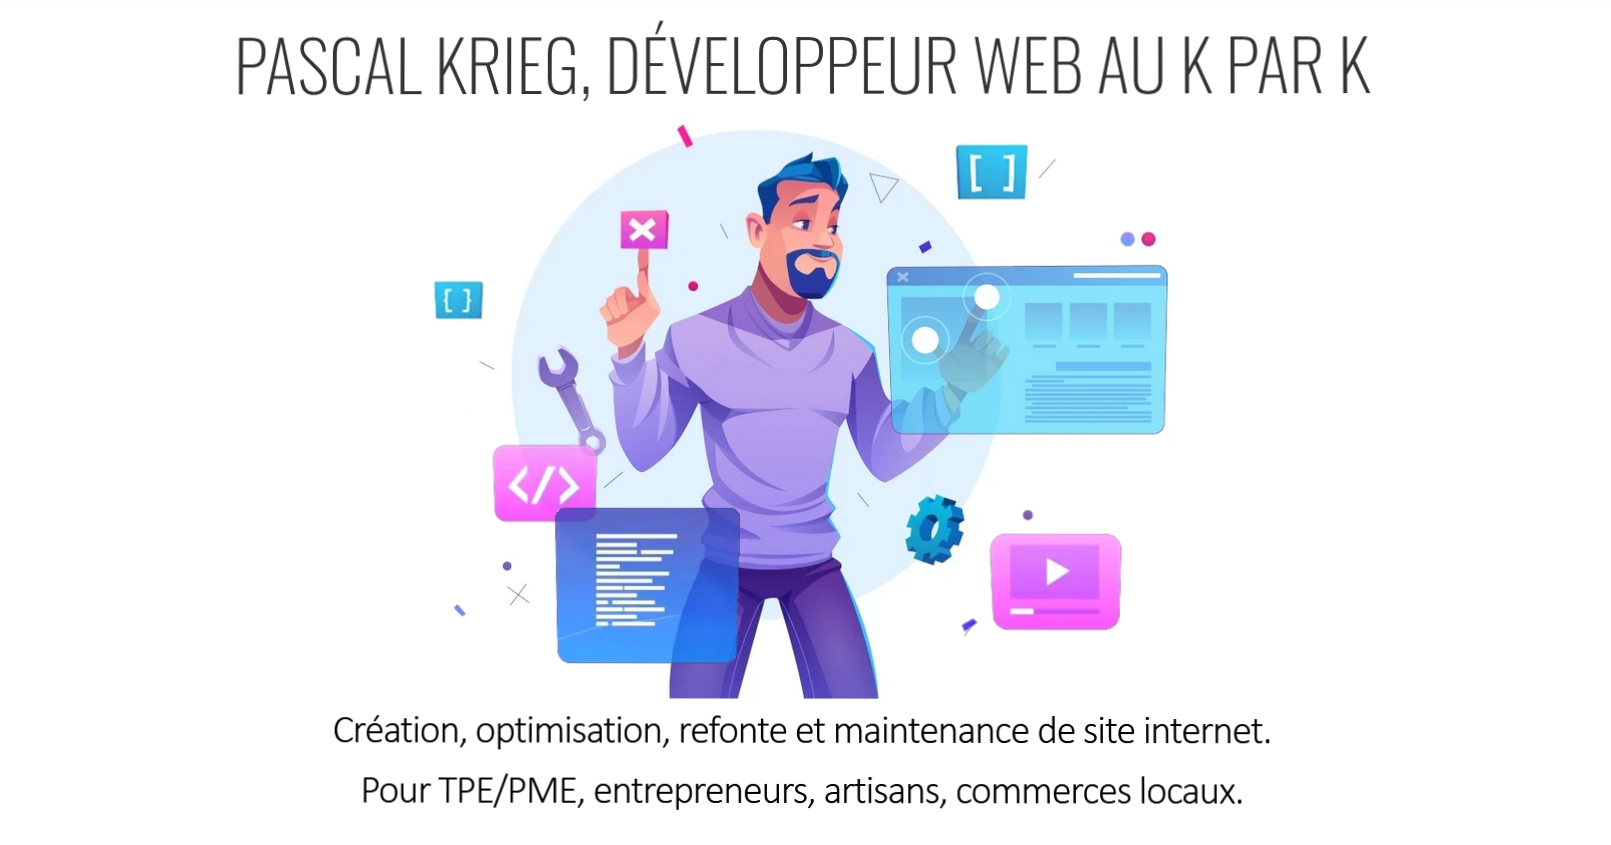 PASCAL KRIEG, DÉVELOPPEUR WEB AU K PAR K
[ ]
{ }
</>
Création, optimisation, refonte et maintenance de site internet.
Pour TPE/PME, entrepreneurs, artisans, commerces locaux.